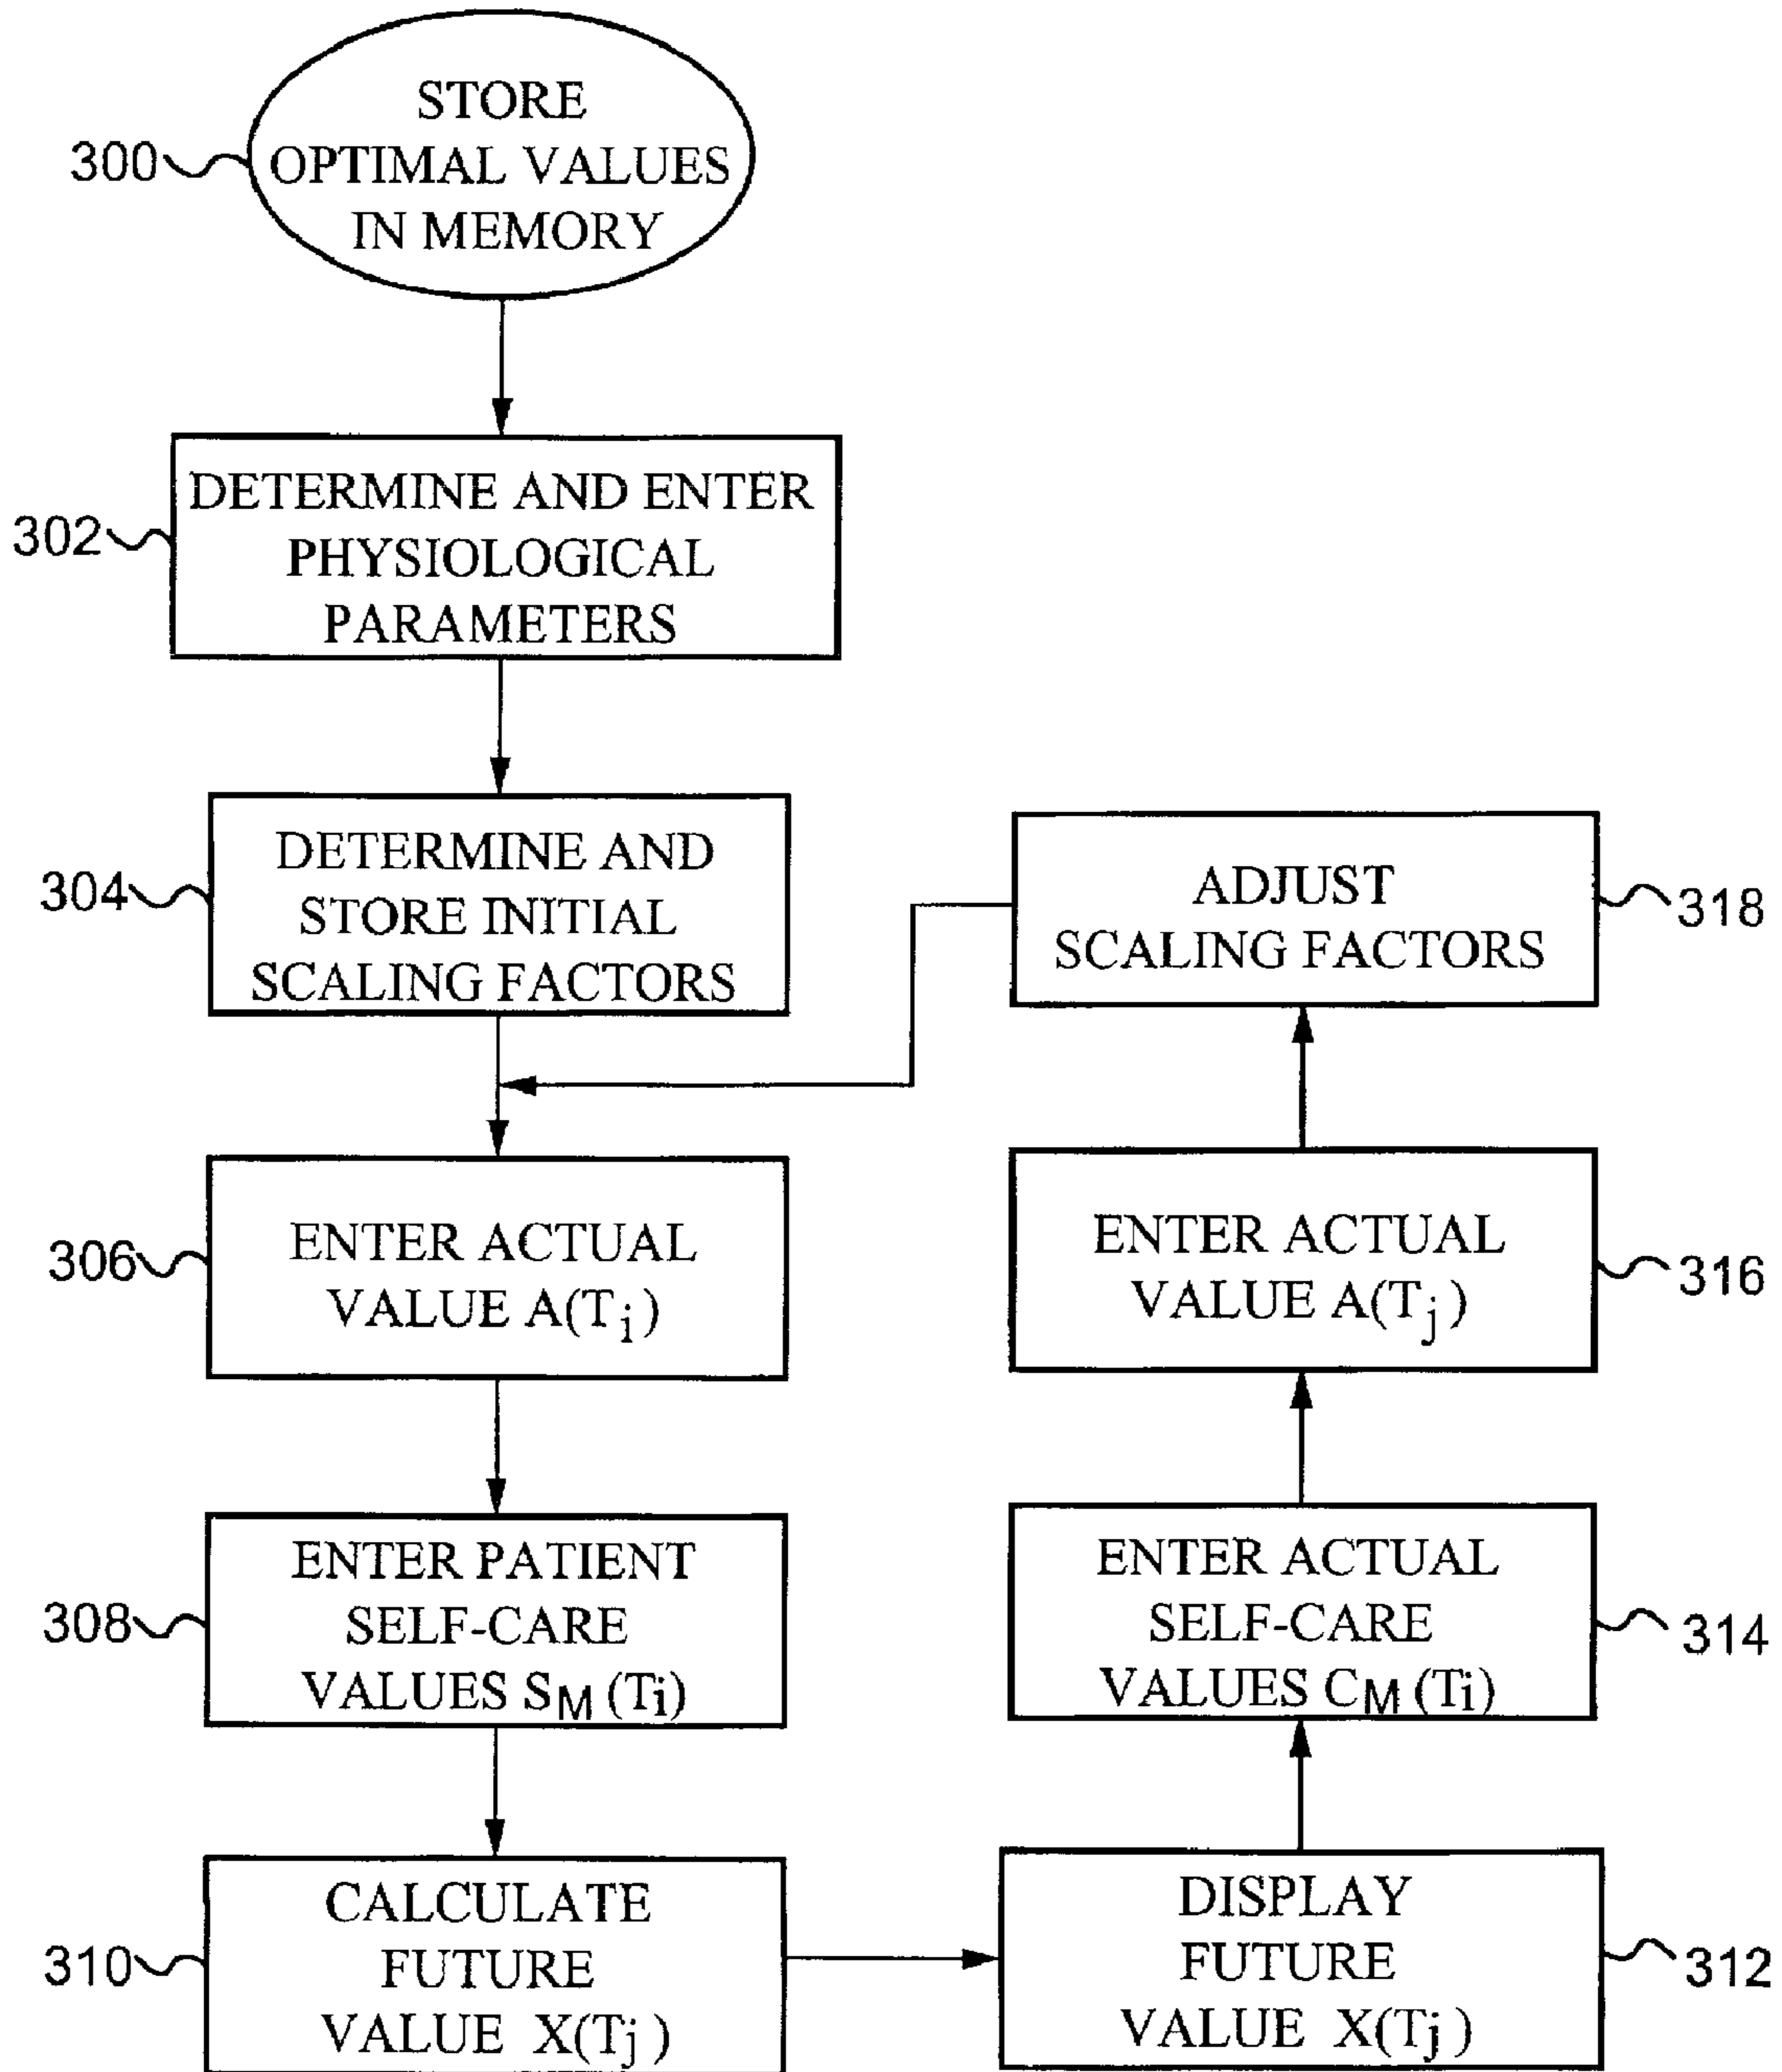 300
STORE
OPTIMAL VALUES
IN MEMORY
302
DETERMINE AND ENTER
PHYSIOLOGICAL
PARAMETERS
304
DETERMINE AND
STORE INITIAL
SCALING FACTORS
306
ENTER ACTUAL
VALUE A(Ti)
308
ENTER PATIENT
SELF-CARE
VALUES SM (Ti)
310
CALCULATE
FUTURE
VALUE X(Tj)
DISPLAY
FUTURE
VALUE X(Tj)
312
ENTER ACTUAL
SELF-CARE
VALUES CM (Ti)
314
ENTER ACTUAL
VALUE A(Tj)
316
ADJUST
SCALING FACTORS
318